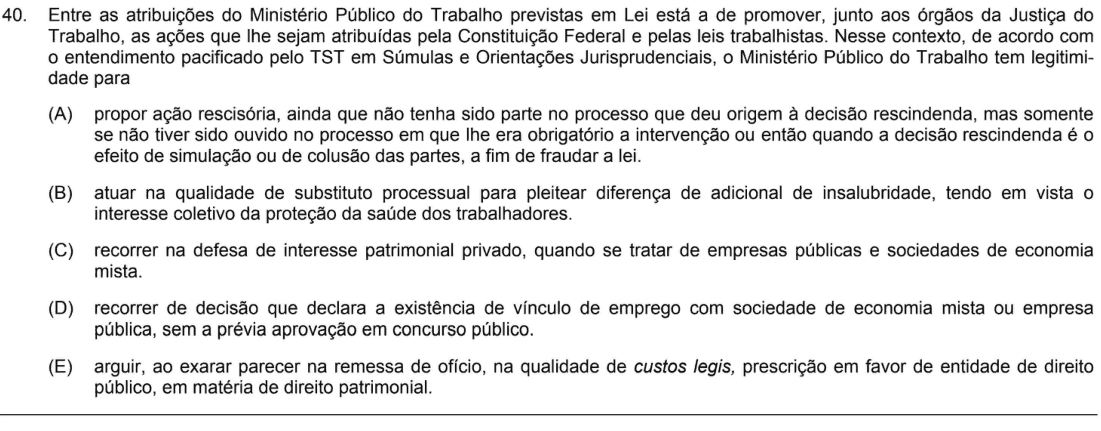 40. Entre as atribuições do Ministério Público do Trabalho previstas em Lei está a de promover, junto aos órgãos da Justiça do
Trabalho, as ações que lhe sejam atribuídas pela Constituição Federal e pelas leis trabalhistas. Nesse contexto, de acordo com
o entendimento pacificado pelo TST em Súmulas e Orientações Jurisprudenciais, o Ministério Público do Trabalho tem legitimi-
dade para
(A) propor ação rescisória, ainda que não tenha sido parte no processo que deu origem à decisão rescindenda, mas somente
se não tiver sido ouvido no processo em que lhe era obrigatório a intervenção ou então quando a decisão rescindenda é o
efeito de simulação ou de colusão das partes, a fim de fraudar a lei.
(B) atuar na qualidade de substituto processual para pleitear diferença de adicional de insalubridade, tendo em vista o
interesse coletivo da proteção da saúde dos trabalhadores.
(C) recorrer na defesa de interesse patrimonial privado, quando se tratar de empresas públicas e sociedades de economia
mista.
(D) recorrer de decisão que declara a existência de vínculo de emprego com sociedade de economia mista ou empresa
pública, sem a prévia aprovação em concurso público.
(E) arguir, ao exarar parecer na remessa de ofício, na qualidade de custos legis, prescrição em favor de entidade de direito
público, em matéria de direito patrimonial.